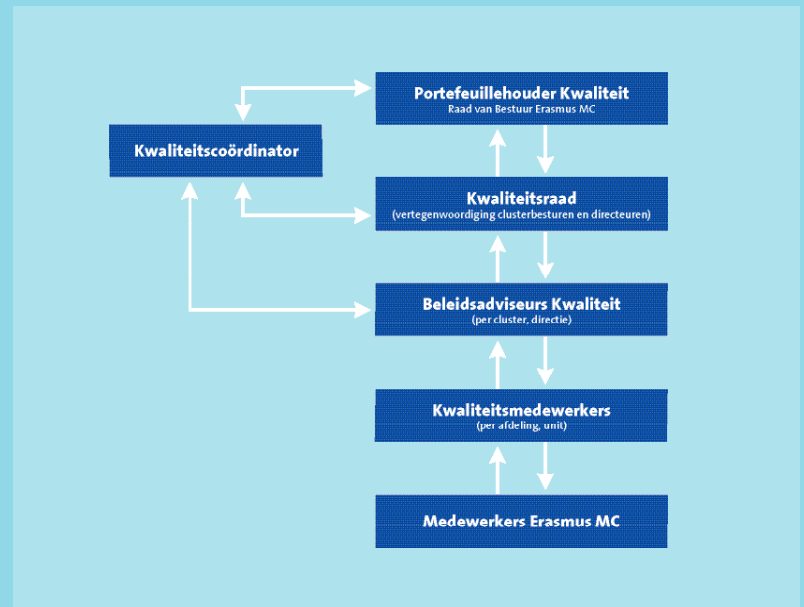 Portefeuillehouder Kwaliteit
Raad van Bestuur Erasmus MC
Kwaliteitscoördinator
Kwaliteitsraad
(vertegenwoordiging clusterbesturen en directeuren)
Beleidsadviseurs Kwaliteit
(per cluster, directie)
Kwaliteitsmedewerkers
(per afdeling, unit)
Medewerkers Erasmus MC